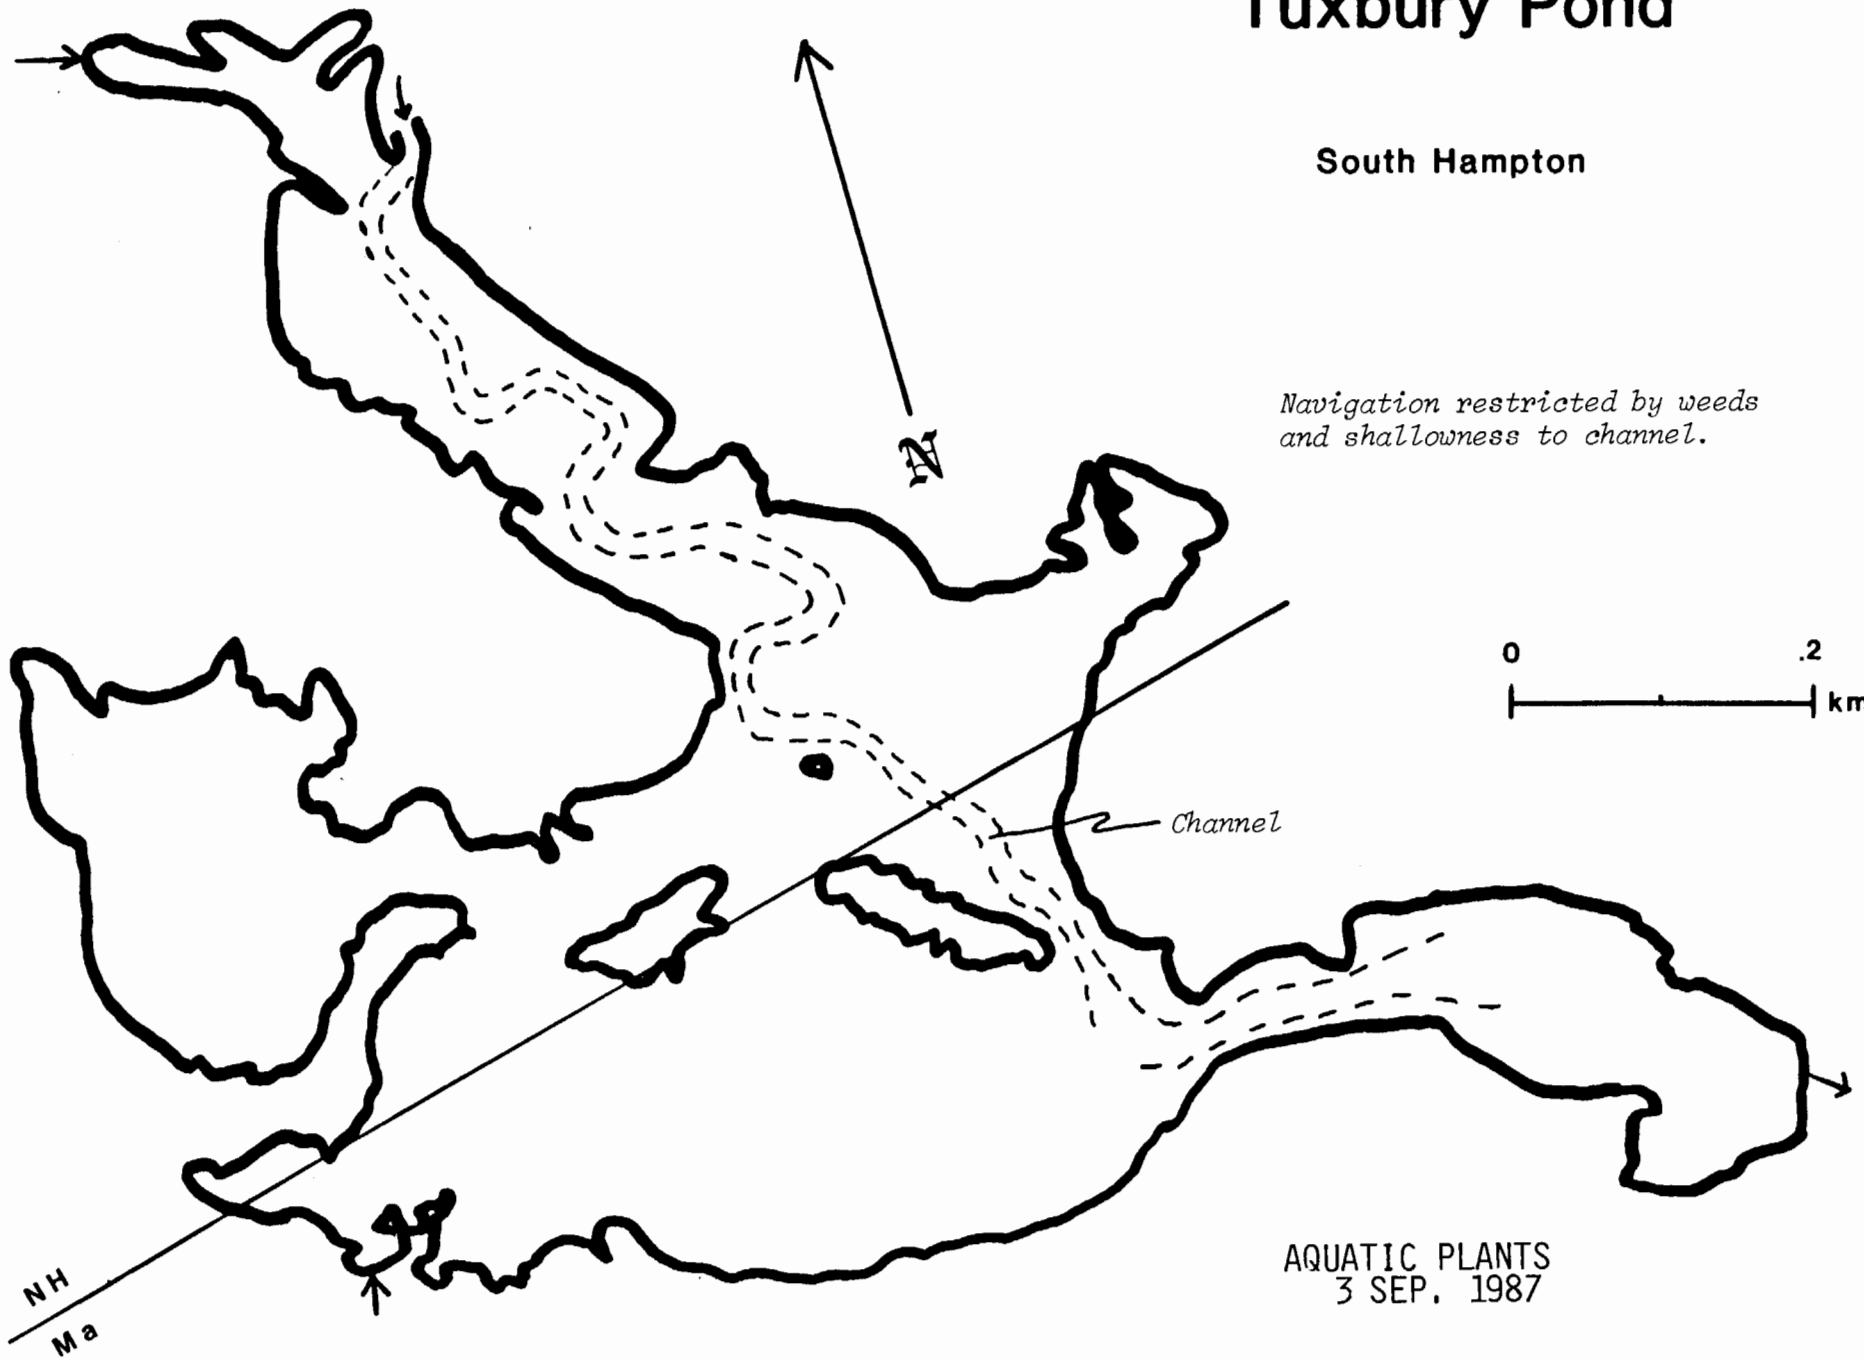 Tuxbury Pond
South Hampton
N
Navigation restricted by weeds
and shallowness to channel.
0 .2
km
Channel
NH
Ma
AQUATIC PLANTS
3 SEP. 1987